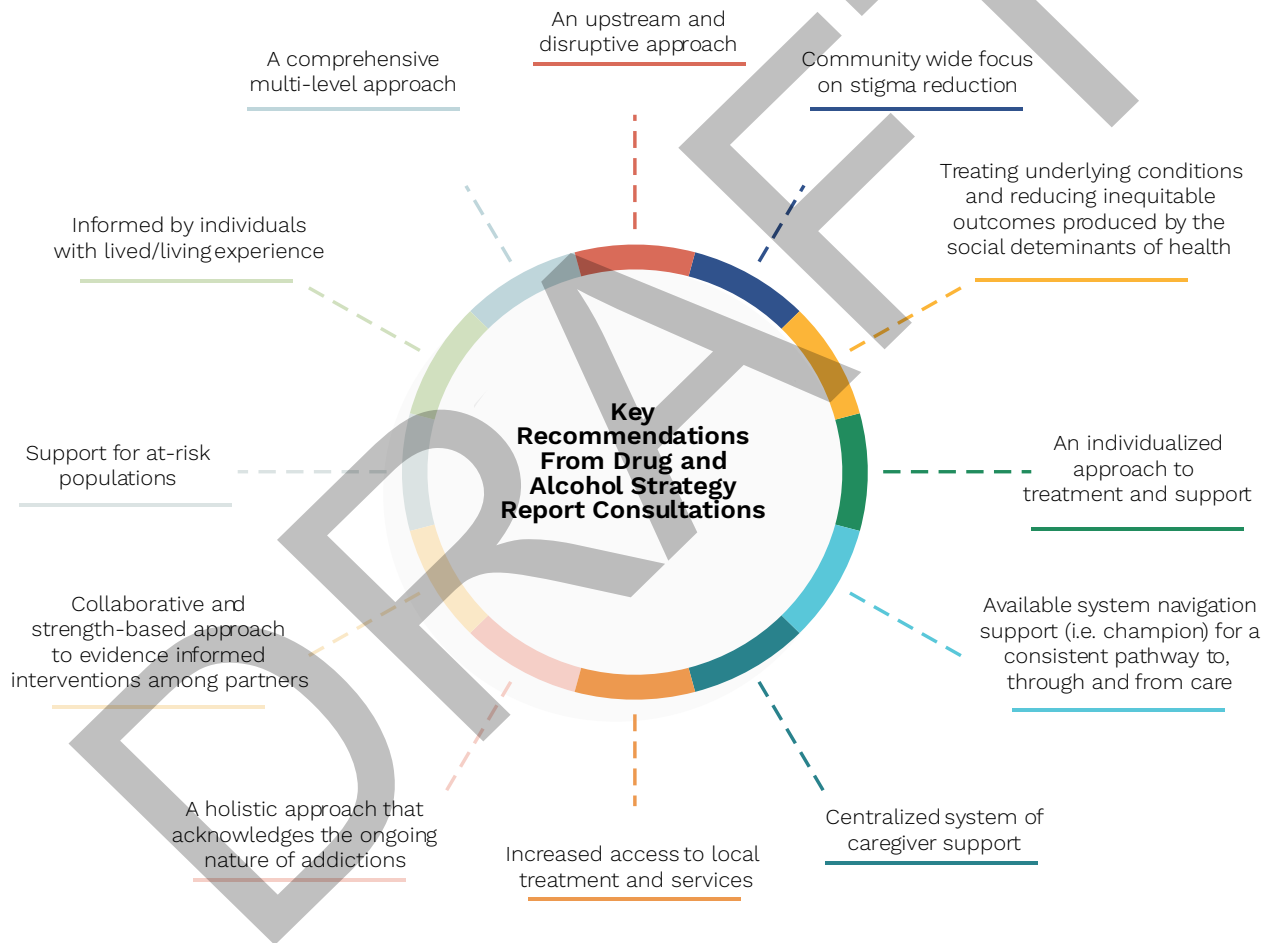 An upstream and
disruptive approach
Community wide focus
on stigma reduction
Treating underlying conditions
and reducing inequitable
outcomes produced by the
social deteminants of health
An individualized
approach to
treatment and support
Available system navigation
support (i.e. champion) for a
consistent pathway to,
through and from care
Centralized system of
caregiver support
Increased access to local
treatment and services
A holistic approach that
acknowledges the ongoing
nature of addictions
Collaborative and
strength-based approach
to evidence informed
interventions among partners
Support for at-risk
populations
Informed by individuals
with lived/living experience
A comprehensive
multi-level approach
Key
Recommendations
From Drug and
Alcohol Strategy
Report Consultations
DRAFT